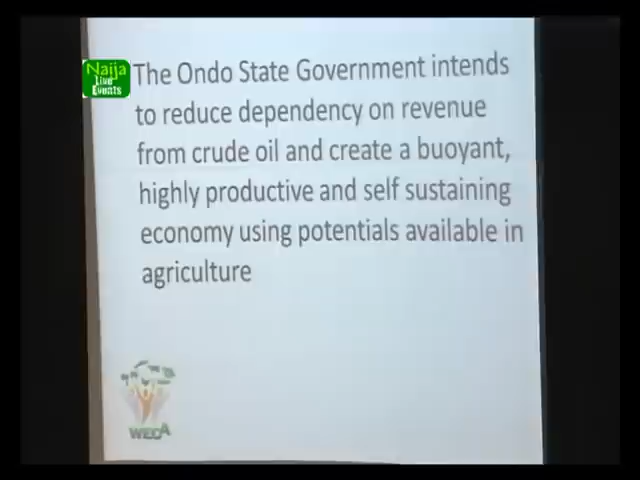 Naija
Live
Events
The Ondo State Government intends
to reduce dependency on revenue
from crude oil and create a buoyant,
highly productive and self sustaining
economy using potentials available in
agriculture
WECA